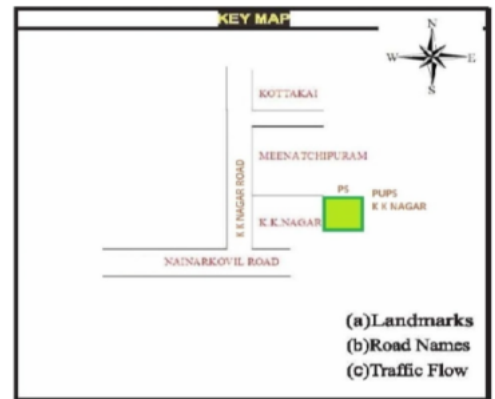 KEY MAP
N
W E
S
KOTTAKAI
MEENATCHIPURAM
K K NAGAR ROAD
PS
PUPS
K K NAGAR
K.K.NAGAR
NAINARKOVIL ROAD
(a)Landmarks
(b)Road Names
(c)Traffic Flow